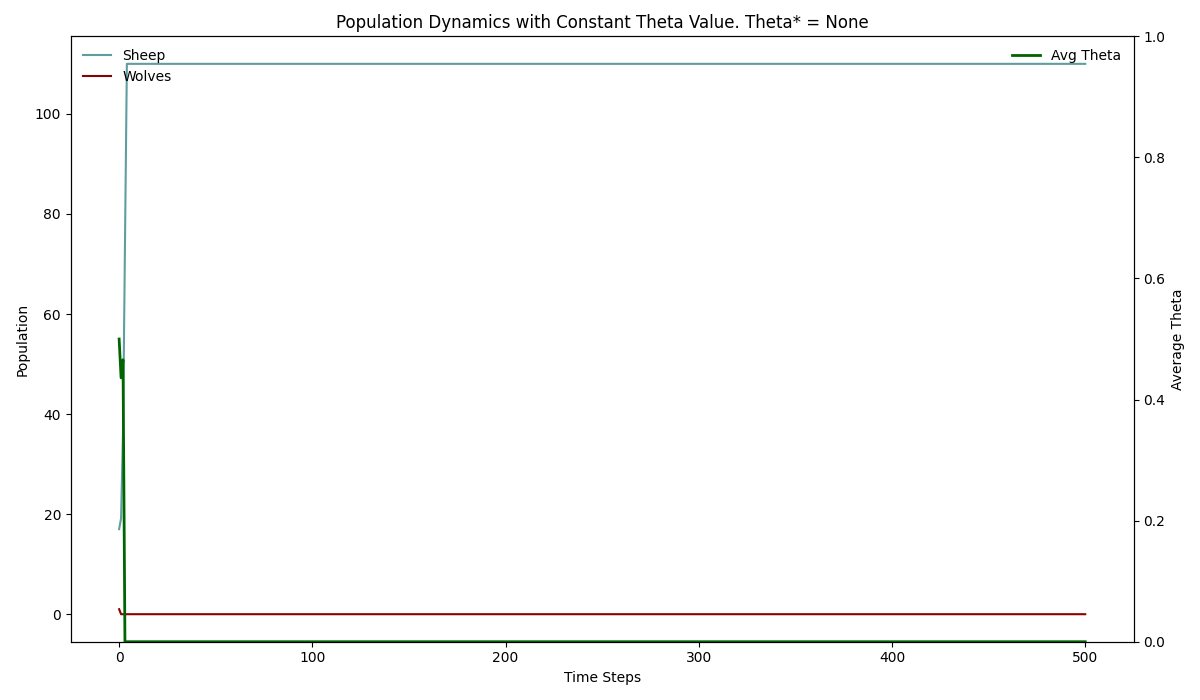 Population Dynamics with Constant Theta Value. Theta* = None
Sheep
Wolves
Avg Theta
Population
100
80
60
40
20
0
1.0
0.8
0.6
0.4
0.2
0.0
Average Theta
0
100
200
300
400
500
Time Steps